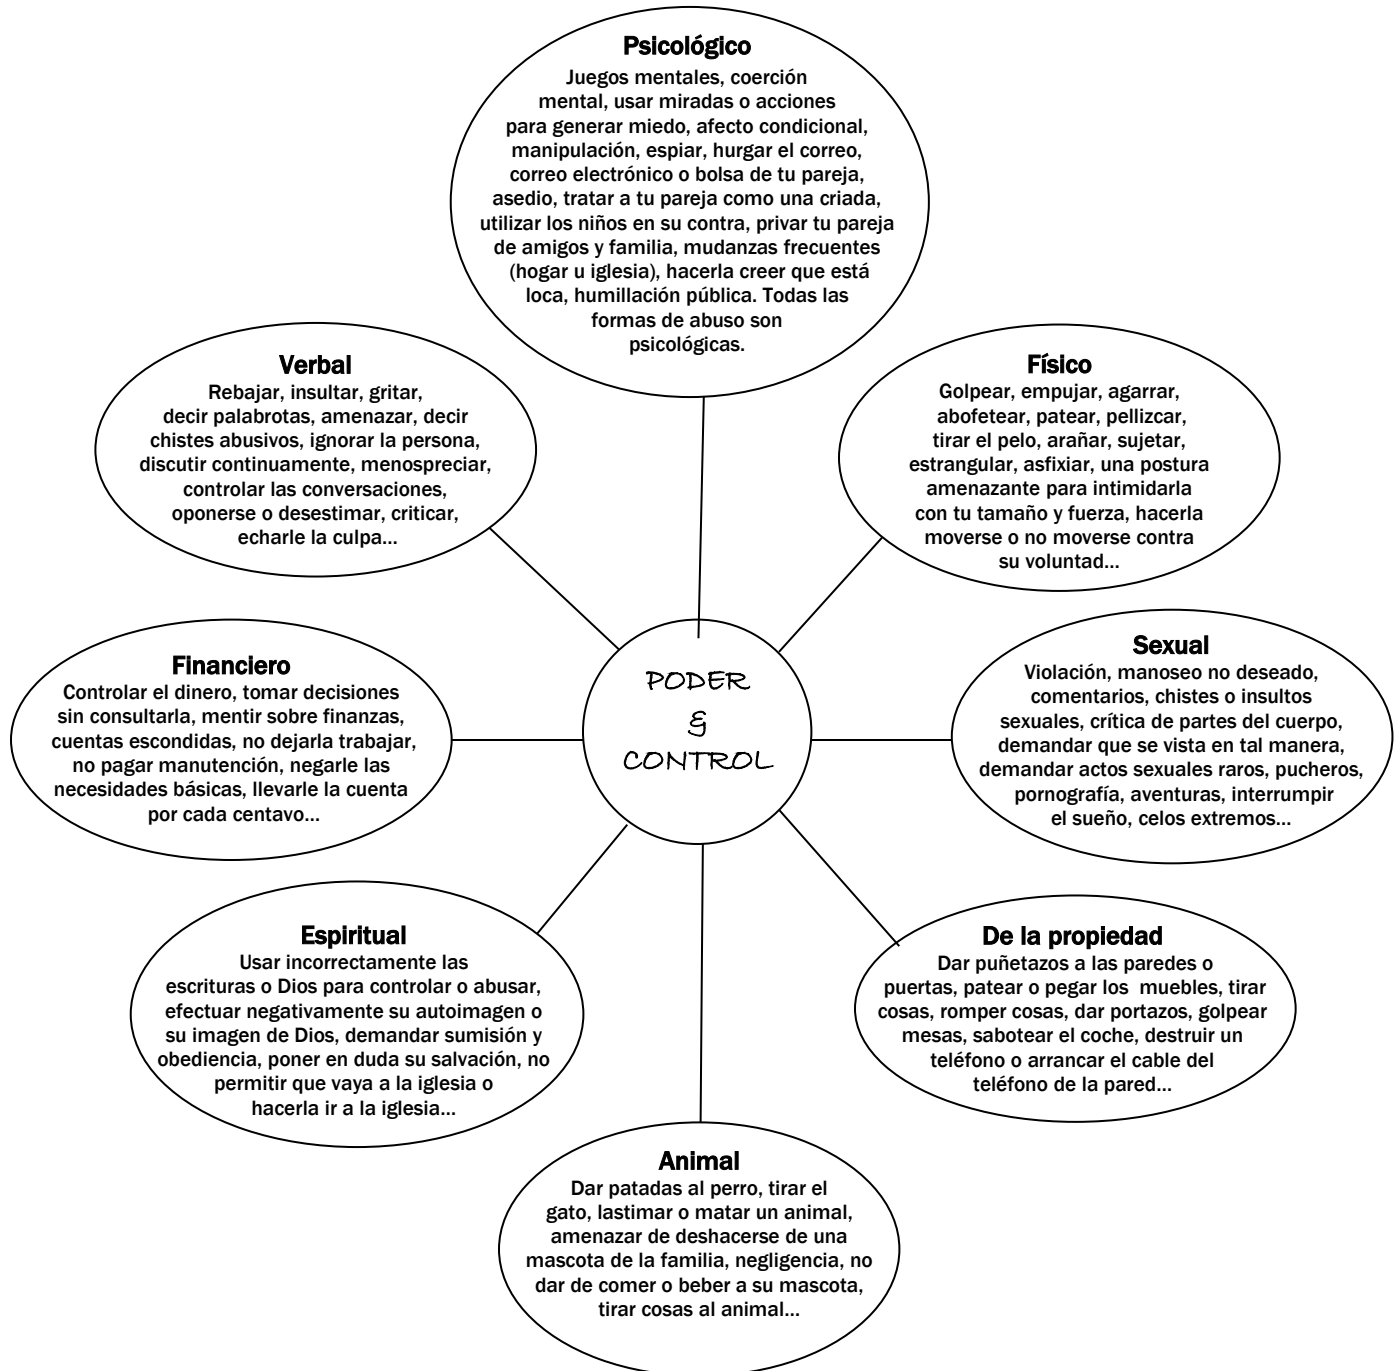 Psicológico
Juegos mentales, coerción
mental, usar miradas o acciones
para generar miedo, afecto condicional,
manipulación, espiar, hurgar el correo,
correo electrónico o bolsa de tu pareja,
asedio, tratar a tu pareja como una criada,
utilizar los niños en su contra, privar tu pareja
de amigos y familia, mudanzas frecuentes
(hogar u iglesia), hacerla creer que está
loca, humillación pública. Todas las
formas de abuso son
psicológicas.
Verbal
Rebajar, insultar, gritar,
decir palabrotas, amenazar, decir
chistes abusivos, ignorar la persona,
discutir continuamente, menospreciar,
controlar las conversaciones,
oponerse o desestimar, criticar,
echarle la culpa...
Físico
Golpear, empujar, agarrar,
abofetear, patear, pellizcar,
tirar el pelo, arañar, sujetar,
estrangular, asfixiar, una postura
amenazante para intimidarla
con tu tamaño y fuerza, hacerla
moverse o no moverse contra
su voluntad...
Financiero
Controlar el dinero, tomar decisiones
sin consultarla, mentir sobre finanzas,
cuentas escondidas, no dejarla trabajar,
no pagar manutención, negarle las
necesidades básicas, llevarle la cuenta
por cada centavo...
PODER
&
CONTROL
Sexual
Violación, manoseo no deseado,
comentarios, chistes o insultos
sexuales, crítica de partes del cuerpo,
demandar que se vista en tal manera,
demandar actos sexuales raros, pucheros,
pornografía, aventuras, interrumpir
el sueño, celos extremos...
Espiritual
Usar incorrectamente las
escrituras o Dios para controlar o abusar,
efectuar negativamente su autoimagen o
su imagen de Dios, demandar sumisión y
obediencia, poner en duda su salvación, no
permitir que vaya a la iglesia o
hacerla ir a la iglesia...
De la propiedad
Dar puñetazos a las paredes o
puertas, patear o pegar los muebles, tirar
cosas, romper cosas, dar portazos, golpear
mesas, sabotear el coche, destruir un
teléfono o arrancar el cable del
teléfono de la pared...
Animal
Dar patadas al perro, tirar el
gato, lastimar o matar un animal,
amenazar de deshacerse de una
mascota de la familia, negligencia, no
dar de comer o beber a su mascota,
tirar cosas al animal...